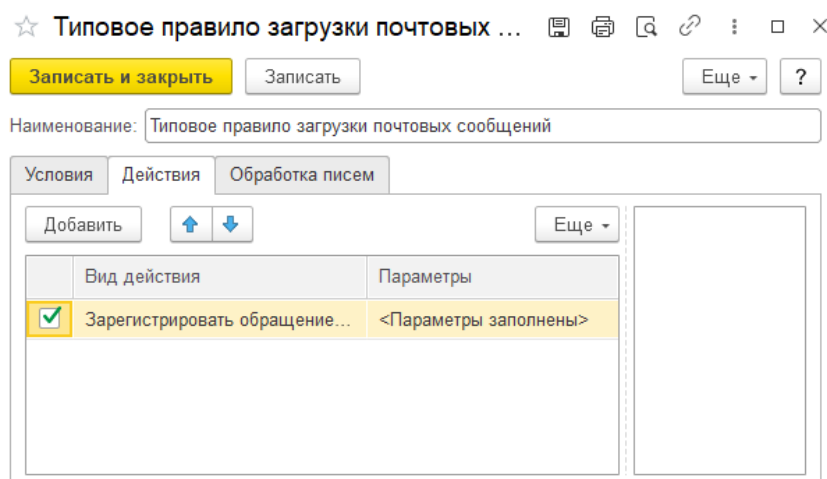 Типовое правило загрузки почтовых ...
Записать и закрыть Записать Еще ?
Наименование: Типовое правило загрузки почтовых сообщений
Условия Действия Обработка писем
Добавить Еще
Вид действия Параметры
Зарегистрировать обращение... <Параметры заполнены>